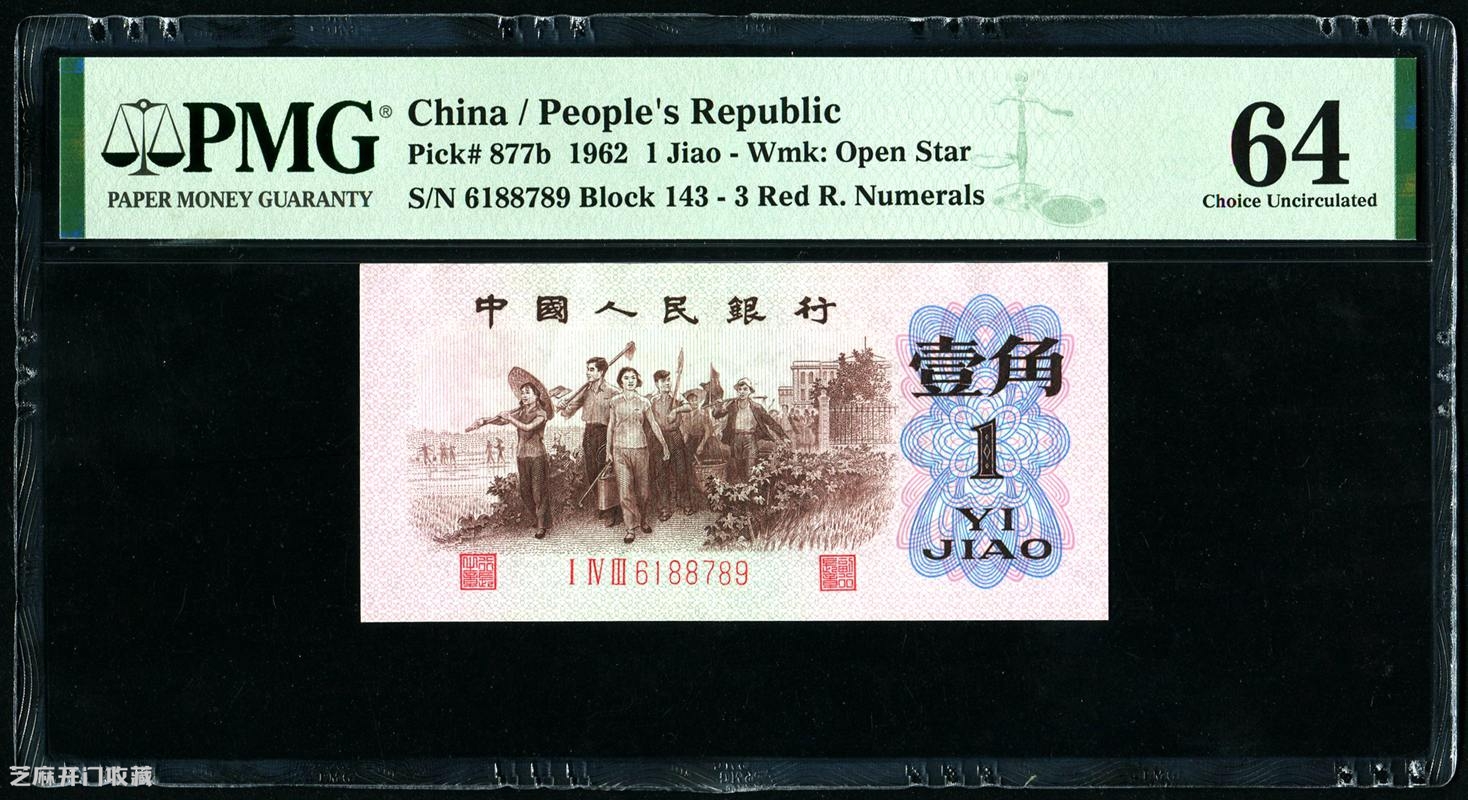 PMG®
PAPER MONEY GUARANTY
China / People's Republic
Pick# 877b 1962 1 Jiao - Wmk: Open Star
S/N 6188789 Block 143 - 3 Red R. Numerals
64
Choice Uncirculated
中國人民銀行
壹角
1
YI
JIAO
I IV III 6188789
芝麻开门收藏